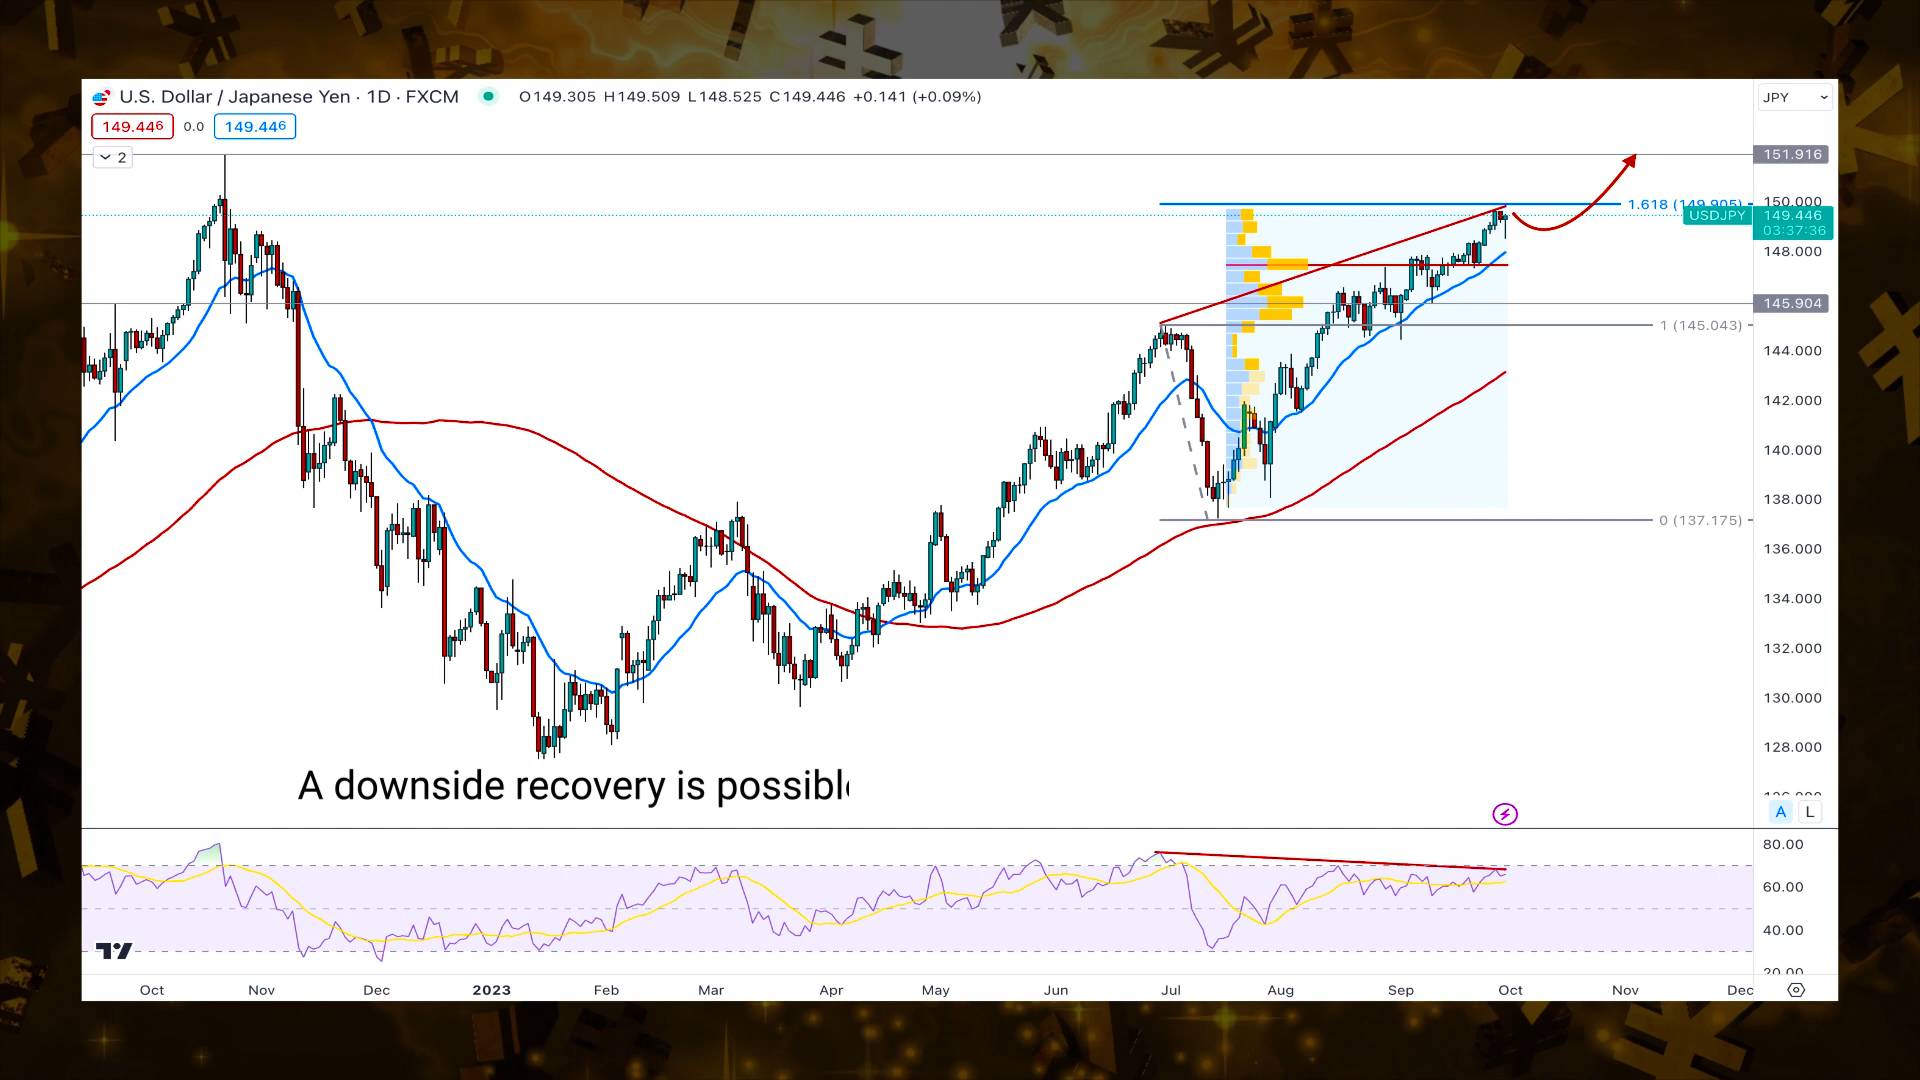 U.S. Dollar / Japanese Yen · 1D · FXCM O149.305 H149.509 L148.525 C149.446 +0.141 (+0.09%) JPY
149.446 0.0 149.446
2
151.916
1.618 (149.905) 150.000
USDJPY 149.446
03:37:36
148.000
145.904
1 (145.043)
144.000
142.000
140.000
138.000
0 (137.175)
136.000
134.000
132.000
130.000
128.000
A downside recovery is possibl
A L
80.00
60.00
40.00
20.00
Oct Nov Dec 2023 Feb Mar Apr May Jun Jul Aug Sep Oct Nov Dec